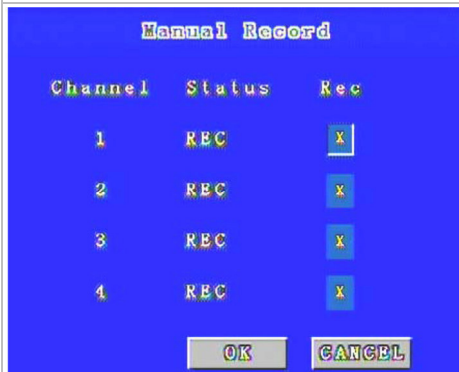 Manual Record
Channel Status Rec
1 REC X
2 REC X
3 REC X
4 REC X
OK CANCEL